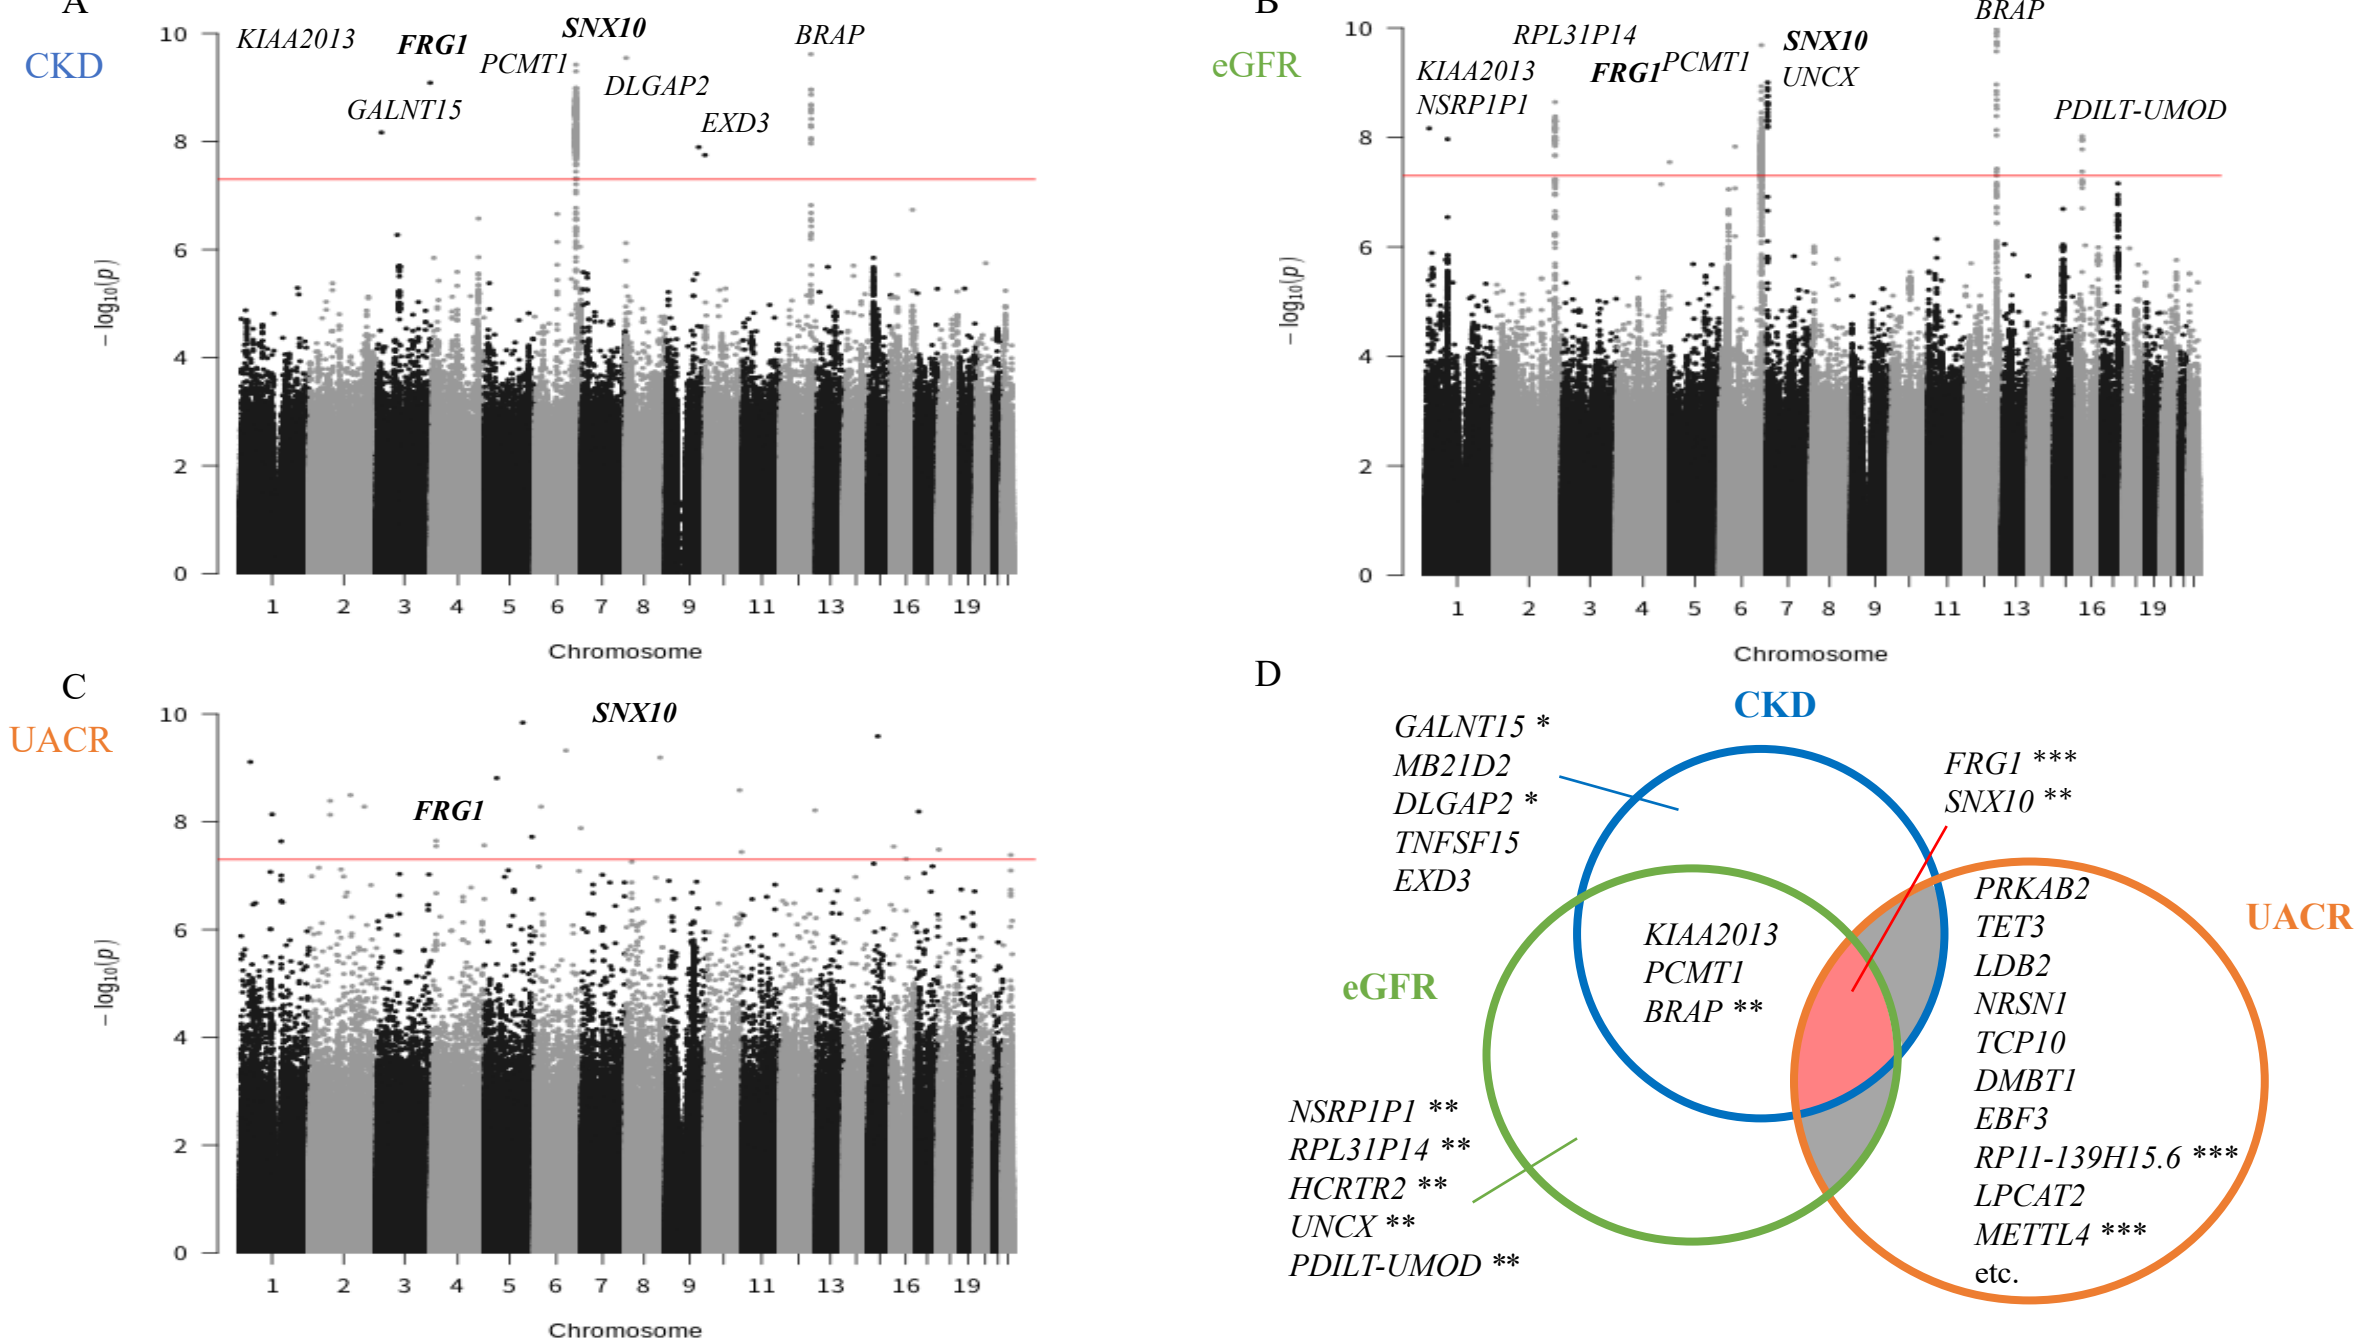 A
CKD
10
8
6
4
2
0
− log10(p)
KIAA2013
FRG1
GALNT15
PCMT1
SNX10
DLGAP2
EXD3
BRAP
1 2 3 4 5 6 7 8 9 11 13 16 19
Chromosome
B
eGFR
10
8
6
4
2
0
− log10(p)
KIAA2013
NSRP1P1
RPL31P14
FRG1
PCMT1
SNX10
UNCX
BRAP
PDILT-UMOD
1 2 3 4 5 6 7 8 9 11 13 16 19
Chromosome
C
UACR
10
8
6
4
2
0
− log10(p)
FRG1
SNX10
1 2 3 4 5 6 7 8 9 11 13 16 19
Chromosome
D
CKD
GALNT15 *
MB21D2
DLGAP2 *
TNFSF15
EXD3
FRG1 ***
SNX10 **
eGFR
KIAA2013
PCMT1
BRAP **
NSRP1P1 **
RPL31P14 **
HCRTR2 **
UNCX **
PDILT-UMOD **
UACR
PRKAB2
TET3
LDB2
NRSN1
TCP10
DMBT1
EBF3
RP11-139H15.6 ***
LPCAT2
METTL4 ***
etc.